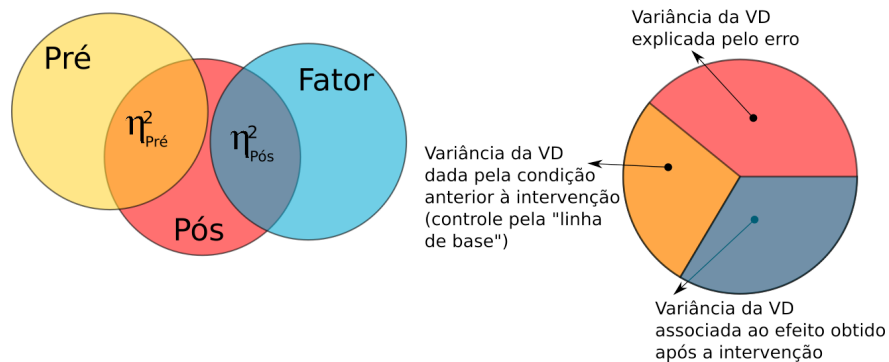 Pré
Fator
η²Pré
η²Pós
Pós
Variância da VD
explicada pelo erro
Variância da VD
dada pela condição
anterior à intervenção
(controle pela "linha
de base")
Variância da VD
associada ao efeito obtido
após a intervenção